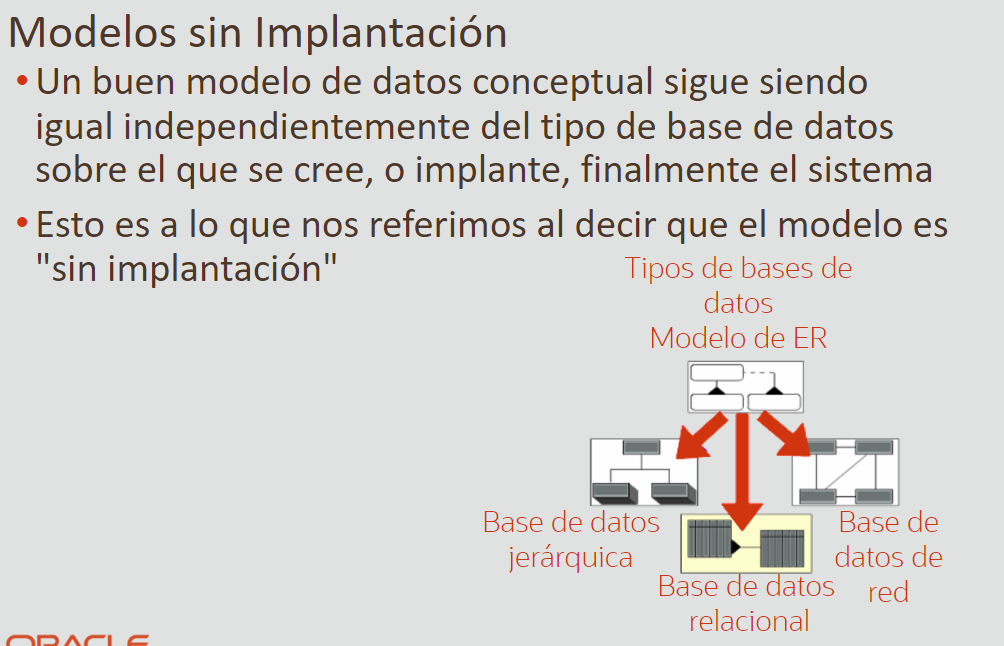 Modelos sin Implantación
• Un buen modelo de datos conceptual sigue siendo
igual independientemente del tipo de base de datos
sobre el que se cree, o implante, finalmente el sistema
• Esto es a lo que nos referimos al decir que el modelo es
"sin implantación"
Tipos de bases de
datos
Modelo de ER
Base de datos
jerárquica
Base de datos
relacional
Base de
datos de
red
ORACLE